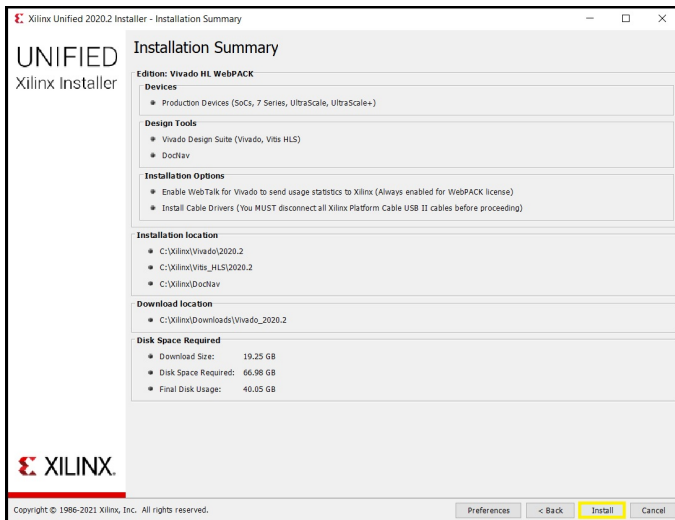 Xilinx Unified 2020.2 Installer - Installation Summary
UNIFIED
Xilinx Installer
Installation Summary
Edition: Vivado HL WebPACK
Devices
Production Devices (SoCs, 7 Series, UltraScale, UltraScale+)
Design Tools
Vivado Design Suite (Vivado, Vitis HLS)
DocNav
Installation Options
Enable WebTalk for Vivado to send usage statistics to Xilinx (Always enabled for WebPACK license)
Install Cable Drivers (You MUST disconnect all Xilinx Platform Cable USB II cables before proceeding)
Installation location
C:\Xilinx\Vivado\2020.2
C:\Xilinx\Vitis_HLS\2020.2
C:\Xilinx\DocNav
Download location
C:\Xilinx\Downloads\Vivado_2020.2
Disk Space Required
Download Size: 19.25 GB
Disk Space Required: 66.98 GB
Final Disk Usage: 40.05 GB
XILINX.
Copyright © 1986-2021 Xilinx, Inc. All rights reserved.
Preferences < Back Install Cancel